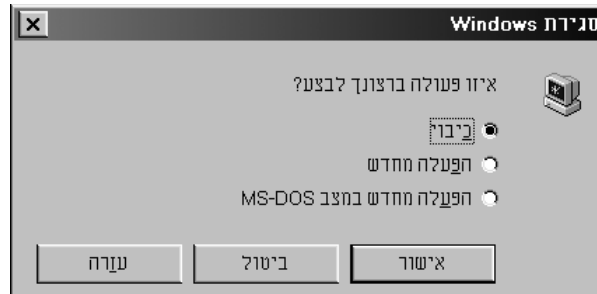 סגירת Windows
איזו פעולה ברצונך לבצע?
כיבוי
הפעלה מחדש
הפעלה מחדש במצב MS-DOS
אישור ביטול עזרה